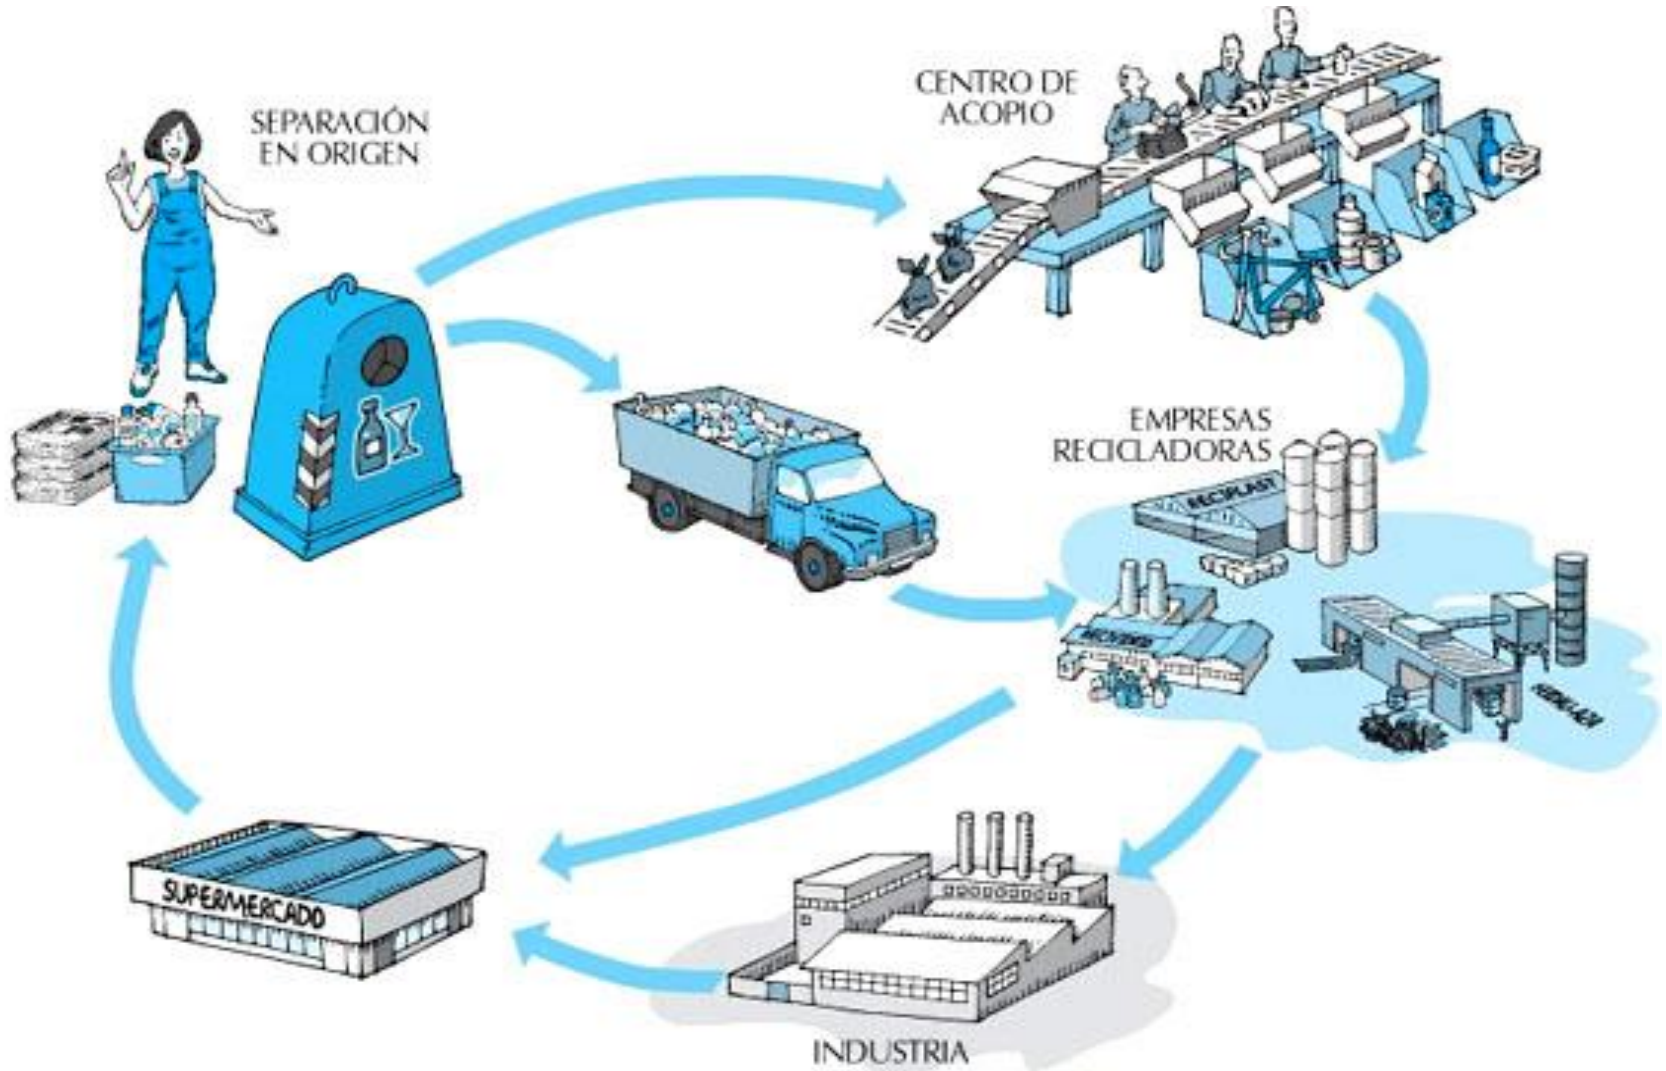 SEPARACIÓN
EN ORIGEN
CENTRO DE
ACOPIO
EMPRESAS
RECICLADORAS
RECIPLAST
SUPERMERCADO
INDUSTRIA